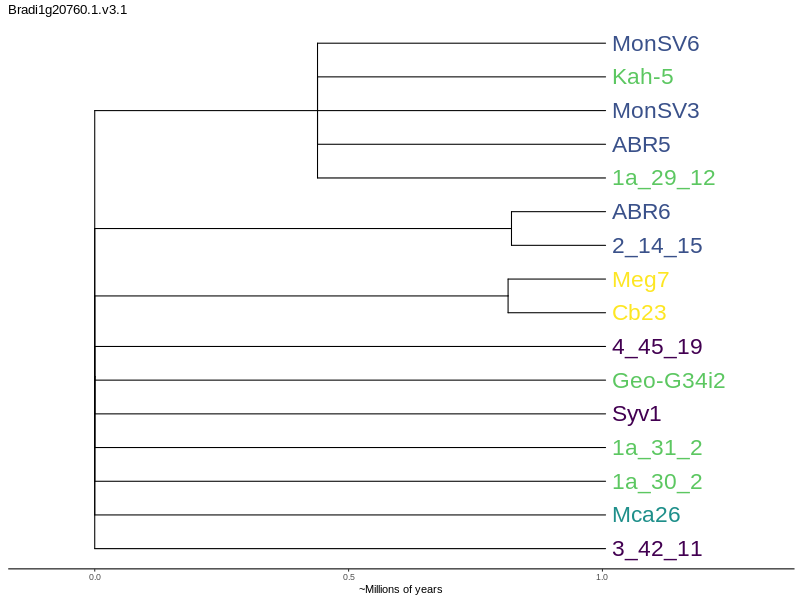 Bradi1g20760.1.v3.1
MonSV6
Kah-5
MonSV3
ABR5
1a_29_12
ABR6
2_14_15
Meg7
Cb23
4_45_19
Geo-G34i2
Syv1
1a_31_2
1a_30_2
Mca26
3_42_11
0.0 0.5 1.0
~Millions of years